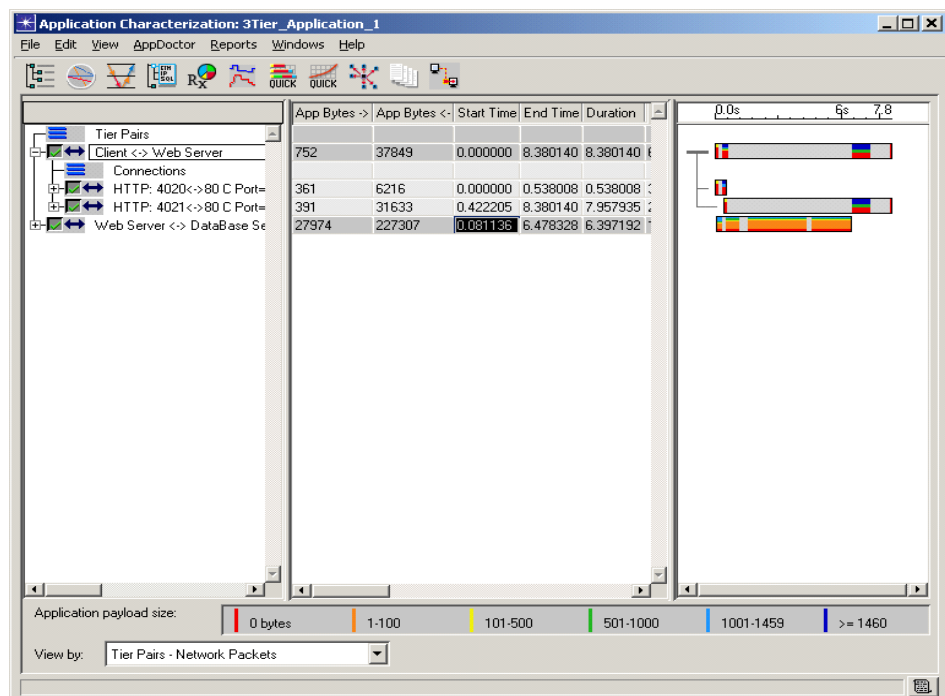 Application Characterization: 3Tier_Application_1
File Edit View AppDoctor Reports Windows Help
QUICK QUICK
App Bytes -> App Bytes <- Start Time End Time Duration
0.0s 6s 7.8
Tier Pairs
Client <-> Web Server 752 37849 0.000000 8.380140 8.380140
Connections
HTTP: 4020<->80 C Port= 361 6216 0.000000 0.538008 0.538008
HTTP: 4021<->80 C Port= 391 31633 0.422205 8.380140 7.957935
Web Server <-> DataBase Se 27974 227307 0.081136 6.478328 6.397192
Application payload size: 0 bytes 1-100 101-500 501-1000 1001-1459 >= 1460
View by: Tier Pairs - Network Packets